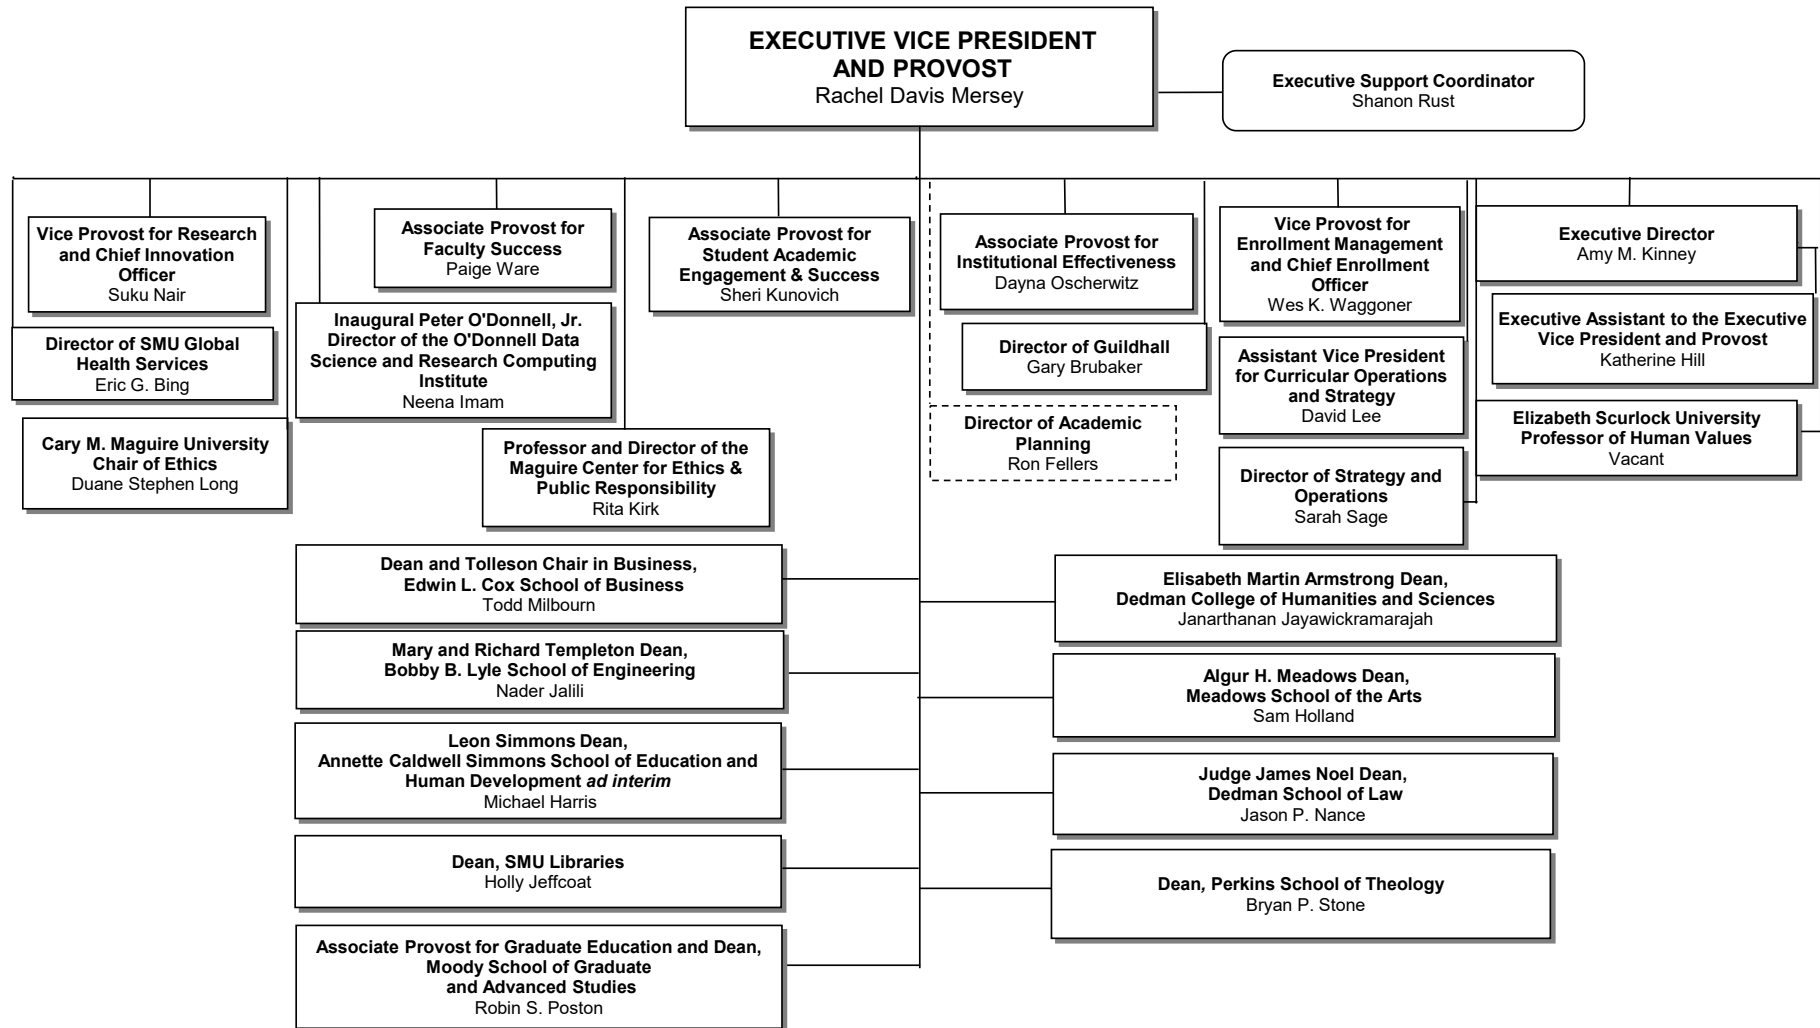 EXECUTIVE VICE PRESIDENT
AND PROVOST
Rachel Davis Mersey
Executive Support Coordinator
Shanon Rust
Vice Provost for Research
and Chief Innovation
Officer
Suku Nair
Associate Provost for
Faculty Success
Paige Ware
Associate Provost for
Student Academic
Engagement & Success
Sheri Kunovich
Associate Provost for
Institutional Effectiveness
Dayna Oscherwitz
Vice Provost for
Enrollment Management
and Chief Enrollment
Officer
Wes K. Waggoner
Executive Director
Amy M. Kinney
Director of SMU Global
Health Services
Eric G. Bing
Inaugural Peter O'Donnell, Jr.
Director of the O'Donnell Data
Science and Research Computing
Institute
Neena Imam
Director of Guildhall
Gary Brubaker
Assistant Vice President
for Curricular Operations
and Strategy
David Lee
Executive Assistant to the Executive
Vice President and Provost
Katherine Hill
Cary M. Maguire University
Chair of Ethics
Duane Stephen Long
Professor and Director of the
Maguire Center for Ethics &
Public Responsibility
Rita Kirk
Director of Academic
Planning
Ron Fellers
Director of Strategy and
Operations
Sarah Sage
Elizabeth Scurlock University
Professor of Human Values
Vacant
Dean and Tolleson Chair in Business,
Edwin L. Cox School of Business
Todd Milbourn
Elisabeth Martin Armstrong Dean,
Dedman College of Humanities and Sciences
Janarthanan Jayawickramarajah
Mary and Richard Templeton Dean,
Bobby B. Lyle School of Engineering
Nader Jalili
Algur H. Meadows Dean,
Meadows School of the Arts
Sam Holland
Leon Simmons Dean,
Annette Caldwell Simmons School of Education and
Human Development ad interim
Michael Harris
Judge James Noel Dean,
Dedman School of Law
Jason P. Nance
Dean, SMU Libraries
Holly Jeffcoat
Dean, Perkins School of Theology
Bryan P. Stone
Associate Provost for Graduate Education and Dean,
Moody School of Graduate
and Advanced Studies
Robin S. Poston